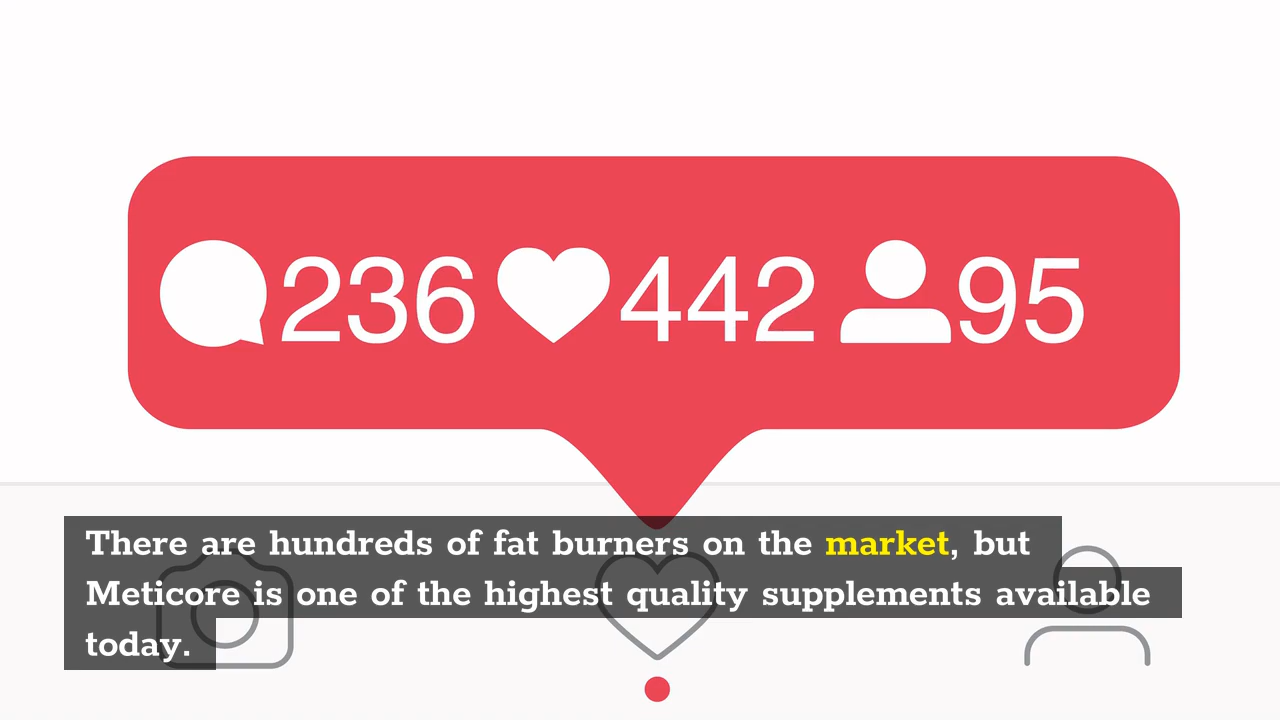 236 442 95
There are hundreds of fat burners on the market, but
Meticore is one of the highest quality supplements available
today.